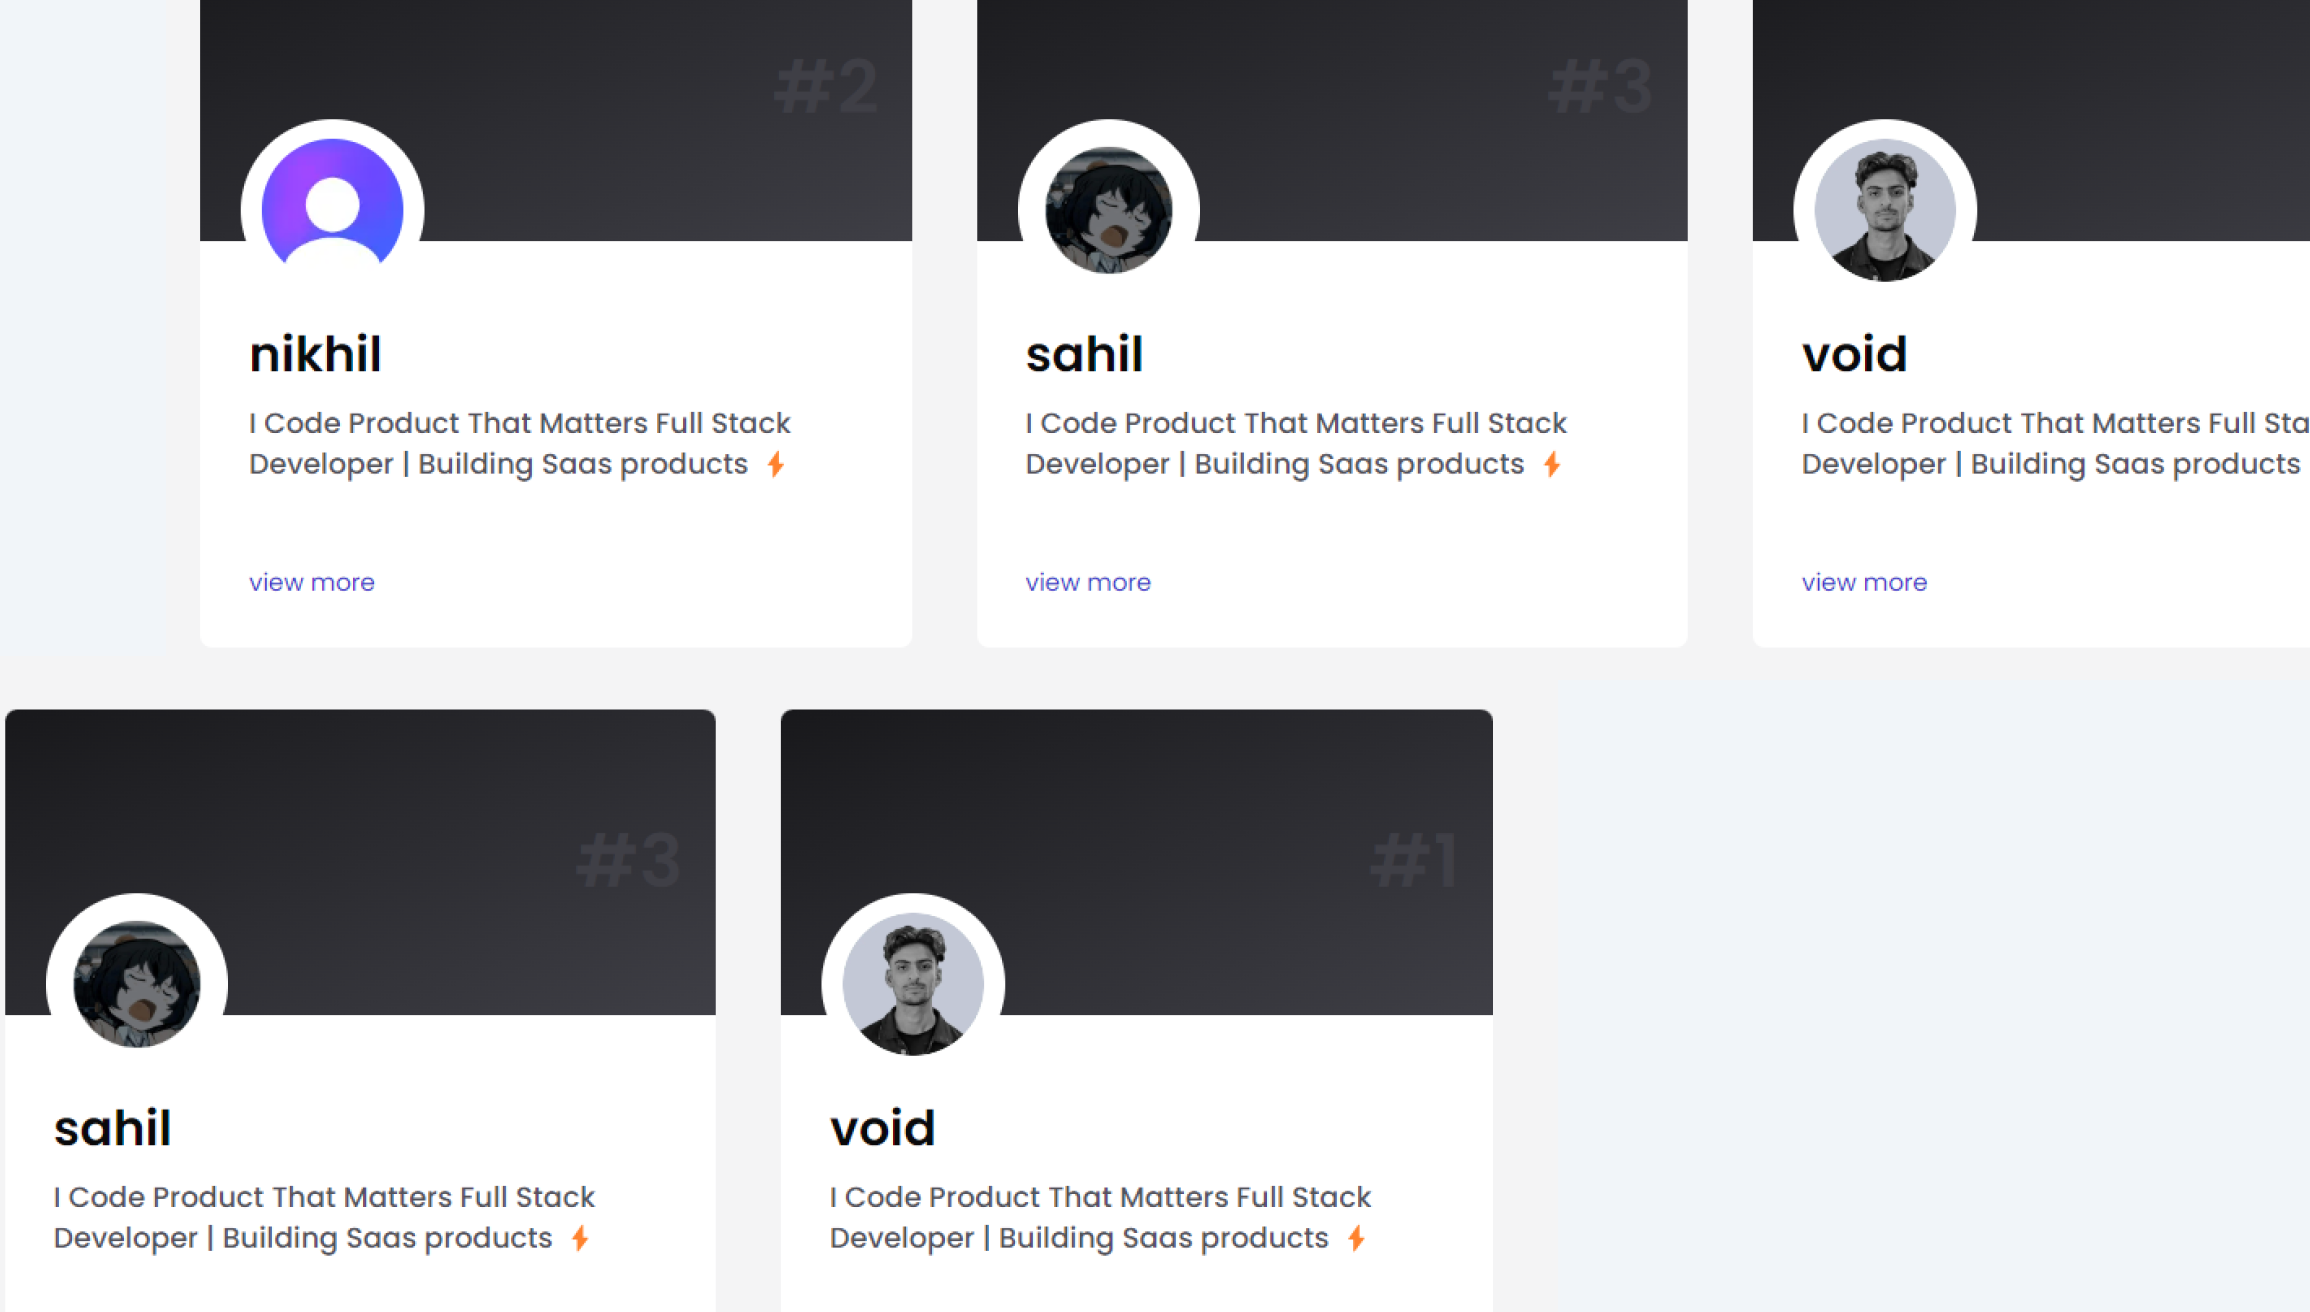 #2
nikhil
I Code Product That Matters Full Stack
Developer | Building Saas products
view more
#3
sahil
I Code Product That Matters Full Stack
Developer | Building Saas products
view more
void
I Code Product That Matters Full Sta
Developer | Building Saas products
view more
#3
sahil
I Code Product That Matters Full Stack
Developer | Building Saas products
#1
void
I Code Product That Matters Full Stack
Developer | Building Saas products